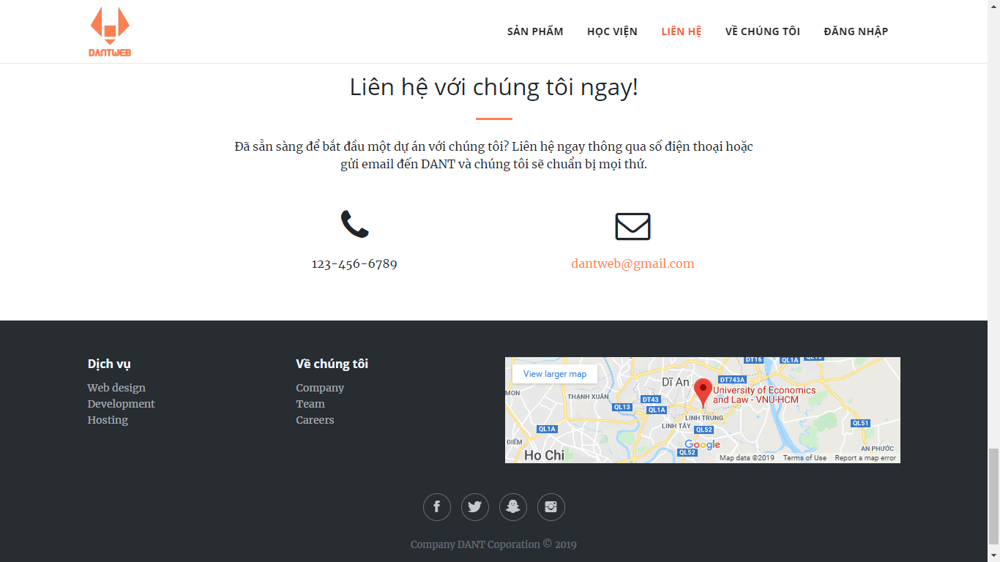 DANTWEB
SẢN PHẨM
HỌC VIỆN
LIÊN HỆ
VỀ CHÚNG TÔI
ĐĂNG NHẬP
Liên hệ với chúng tôi ngay!
Đã sẵn sàng để bắt đầu một dự án với chúng tôi? Liên hệ ngay thông qua số điện thoại hoặc
gửi email đến DANT và chúng tôi sẽ chuẩn bị mọi thứ.
123-456-6789
dantweb@gmail.com
Dịch vụ
Web design
Development
Hosting
Về chúng tôi
Company
Team
Careers
View larger map
DT16
QL1A
Dĩ An
DT743A
MON
THẠNH XUÂN
DT43
University of Economics
and Law - VNU-HCM
QL13
QL1A
LINH TRUNG
LINH TÂY
QL1A
QL52
QL51
ĐIỂM
Google
AN PHƯỚC
Ho Chi
QL52
Map data ©2019
Terms of Use
Report a map error
Company DANT Coporation © 2019